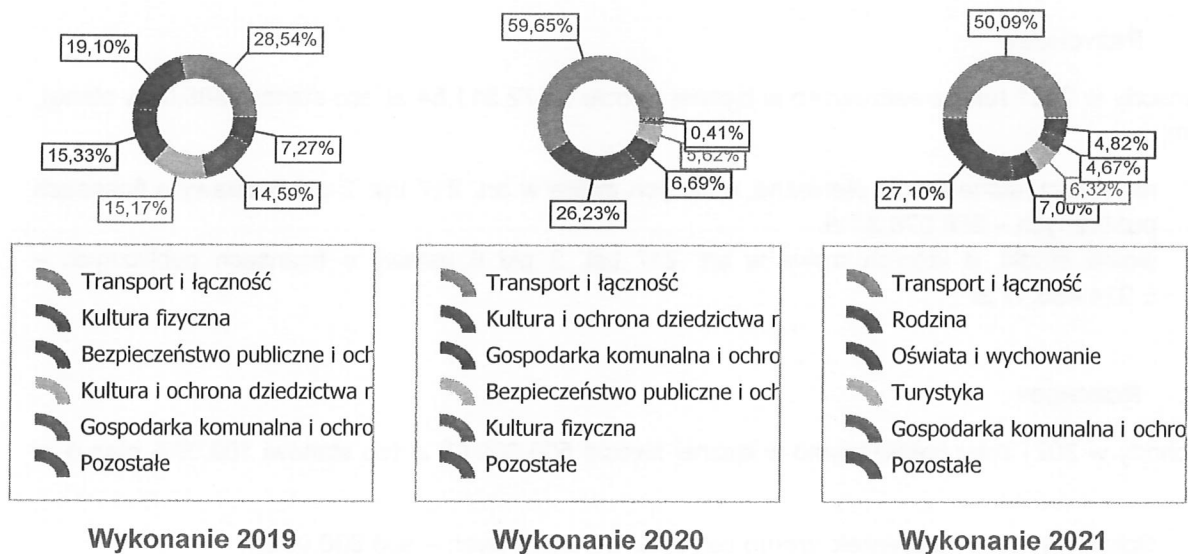 19,10% 28,54%
15,33% 7,27%
15,17% 14,59%
Transport i łączność
Kultura fizyczna
Bezpieczeństwo publiczne i och
Kultura i ochrona dziedzictwa n
Gospodarka komunalna i ochro
Pozostałe
Wykonanie 2019
59,65%
0,41%
5,62%
26,23% 6,69%
Transport i łączność
Kultura i ochrona dziedzictwa n
Gospodarka komunalna i ochro
Bezpieczeństwo publiczne i och
Kultura fizyczna
Pozostałe
Wykonanie 2020
50,09%
4,82%
4,67%
27,10% 6,32%
7,00%
Transport i łączność
Rodzina
Oświata i wychowanie
Turystyka
Gospodarka komunalna i ochro
Pozostałe
Wykonanie 2021